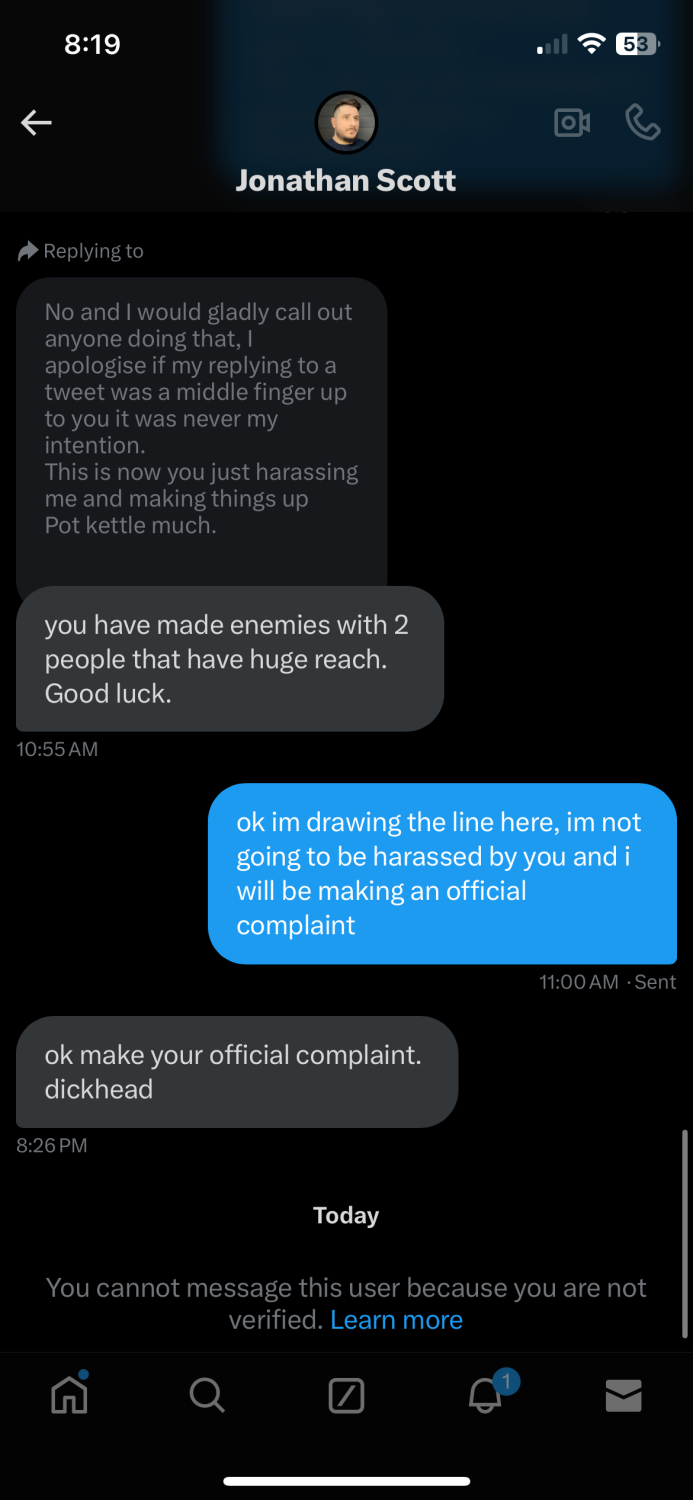 8:19
53
Jonathan Scott
Replying to
No and I would gladly call out
anyone doing that, I
apologise if my replying to a
tweet was a middle finger up
to you it was never my
intention.
This is now you just harassing
me and making things up
Pot kettle much.
you have made enemies with 2
people that have huge reach.
Good luck.
10:55 AM
ok im drawing the line here, im not
going to be harassed by you and i
will be making an official
complaint
11:00 AM · Sent
ok make your official complaint.
dickhead
8:26 PM
Today
You cannot message this user because you are not
verified. Learn more
1